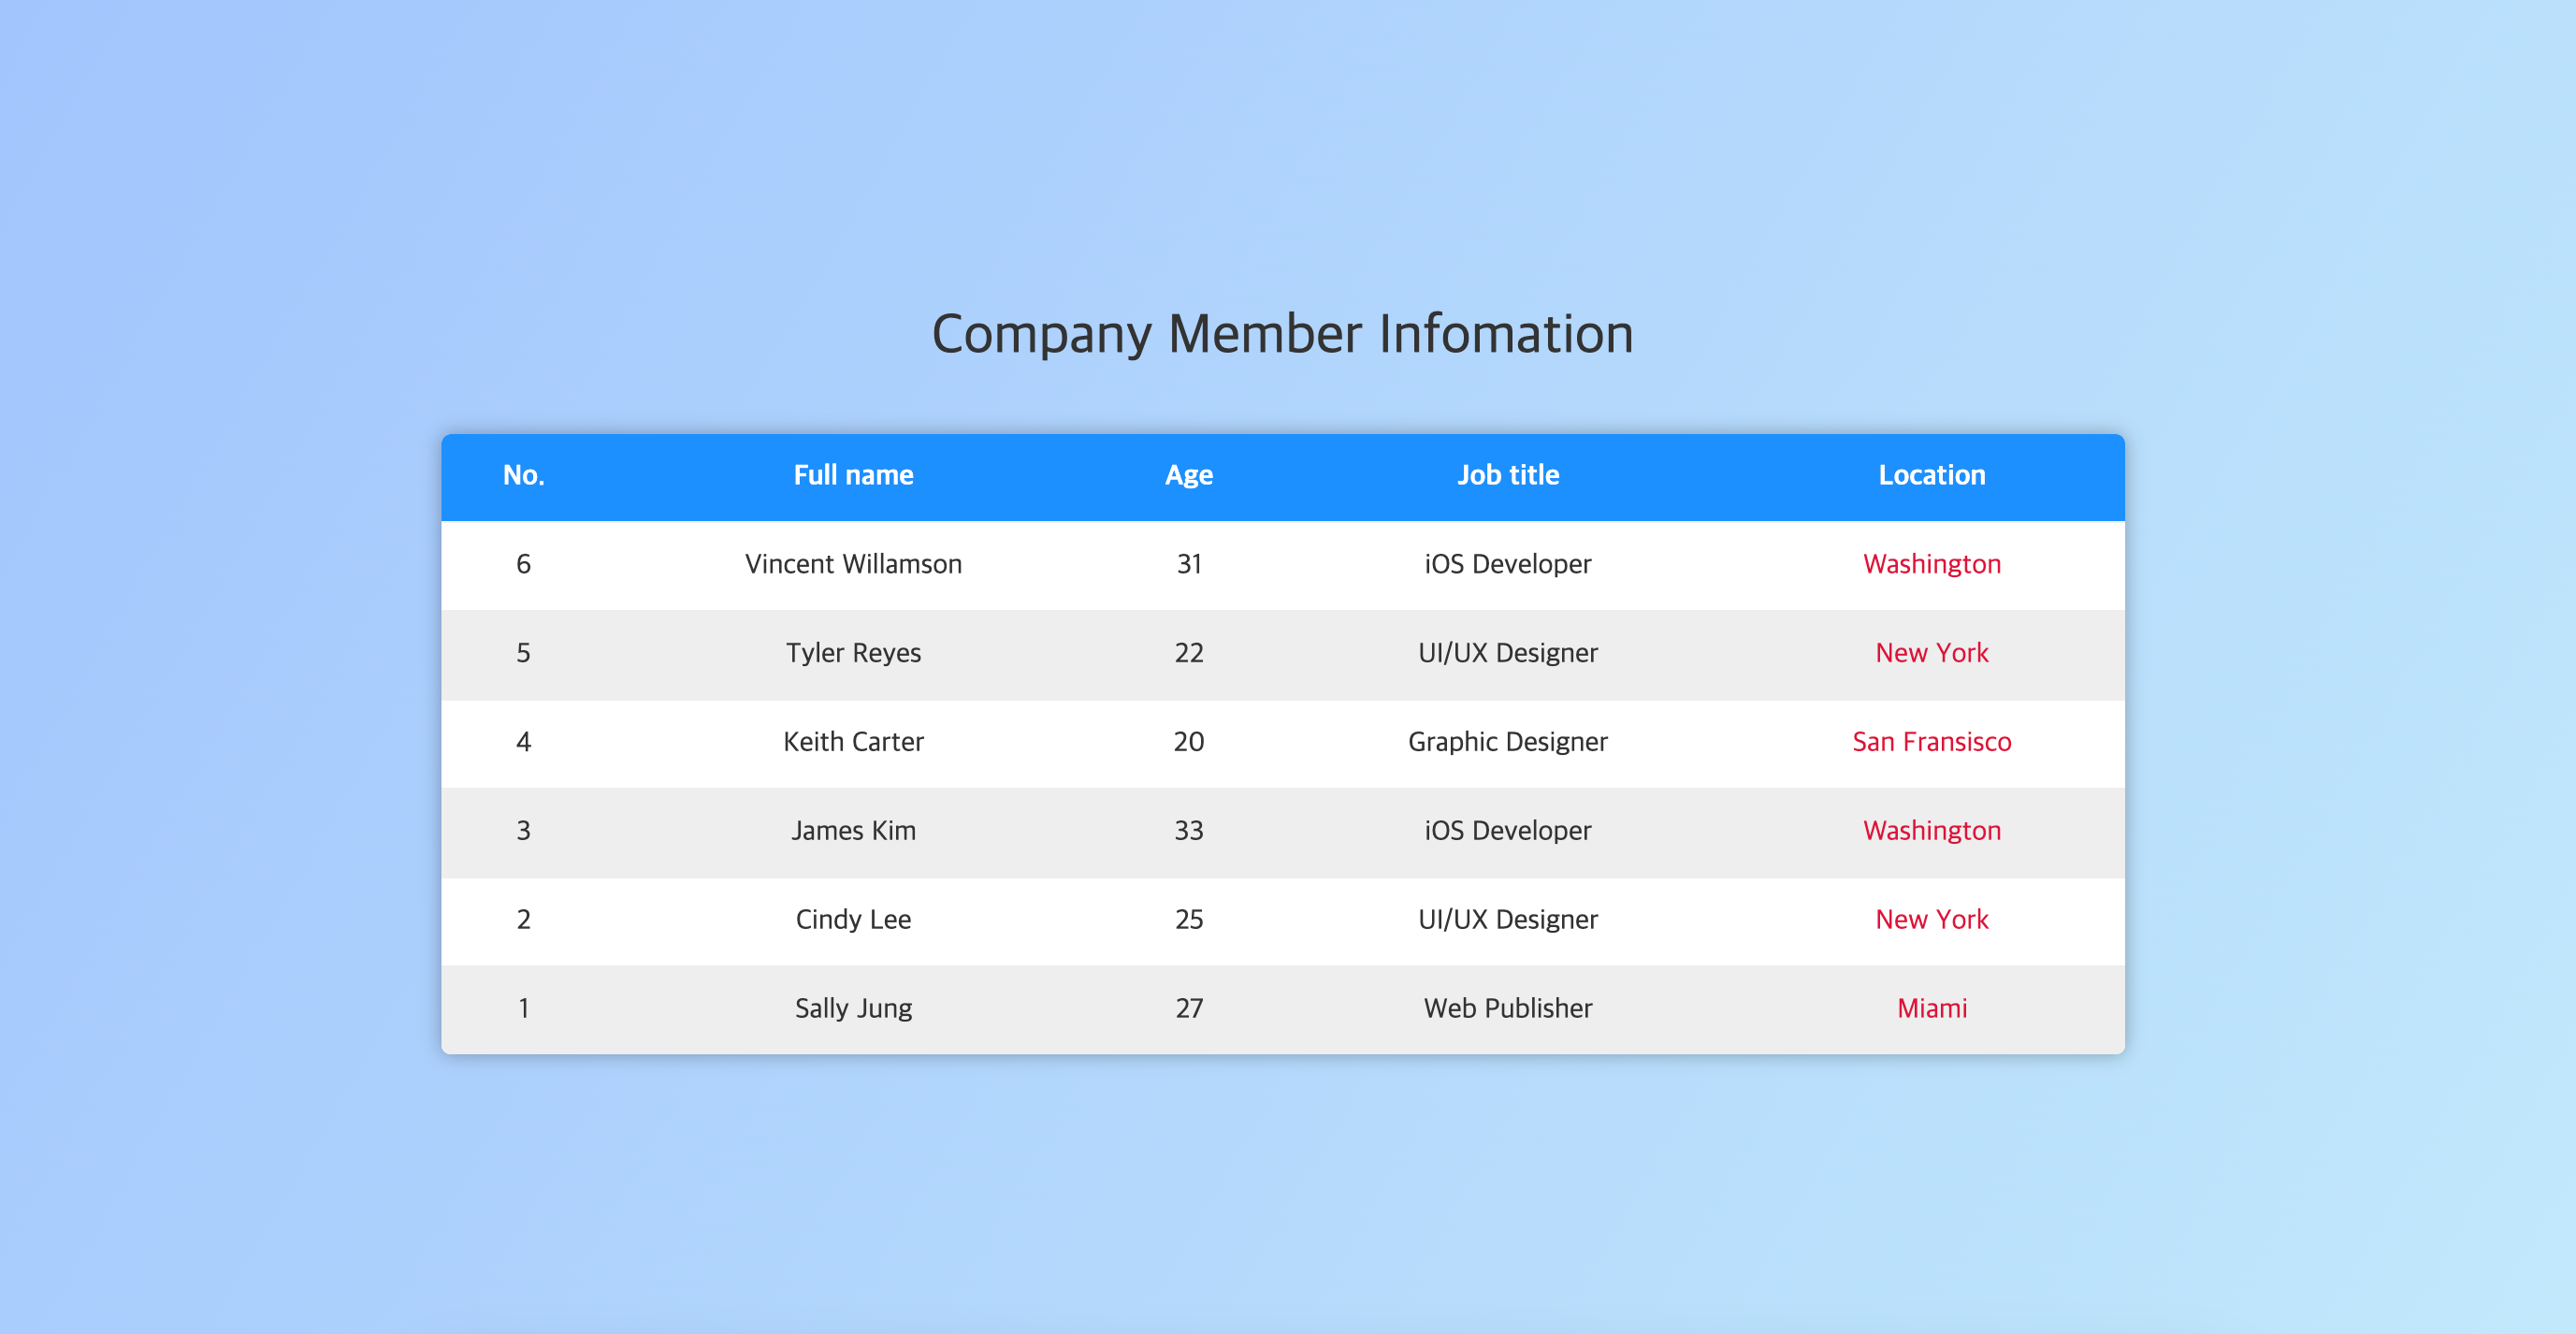 Company Member Infomation
No. Full name Age Job title Location
6 Vincent Willamson 31 iOS Developer Washington
5 Tyler Reyes 22 UI/UX Designer New York
4 Keith Carter 20 Graphic Designer San Fransisco
3 James Kim 33 iOS Developer Washington
2 Cindy Lee 25 UI/UX Designer New York
1 Sally Jung 27 Web Publisher Miami